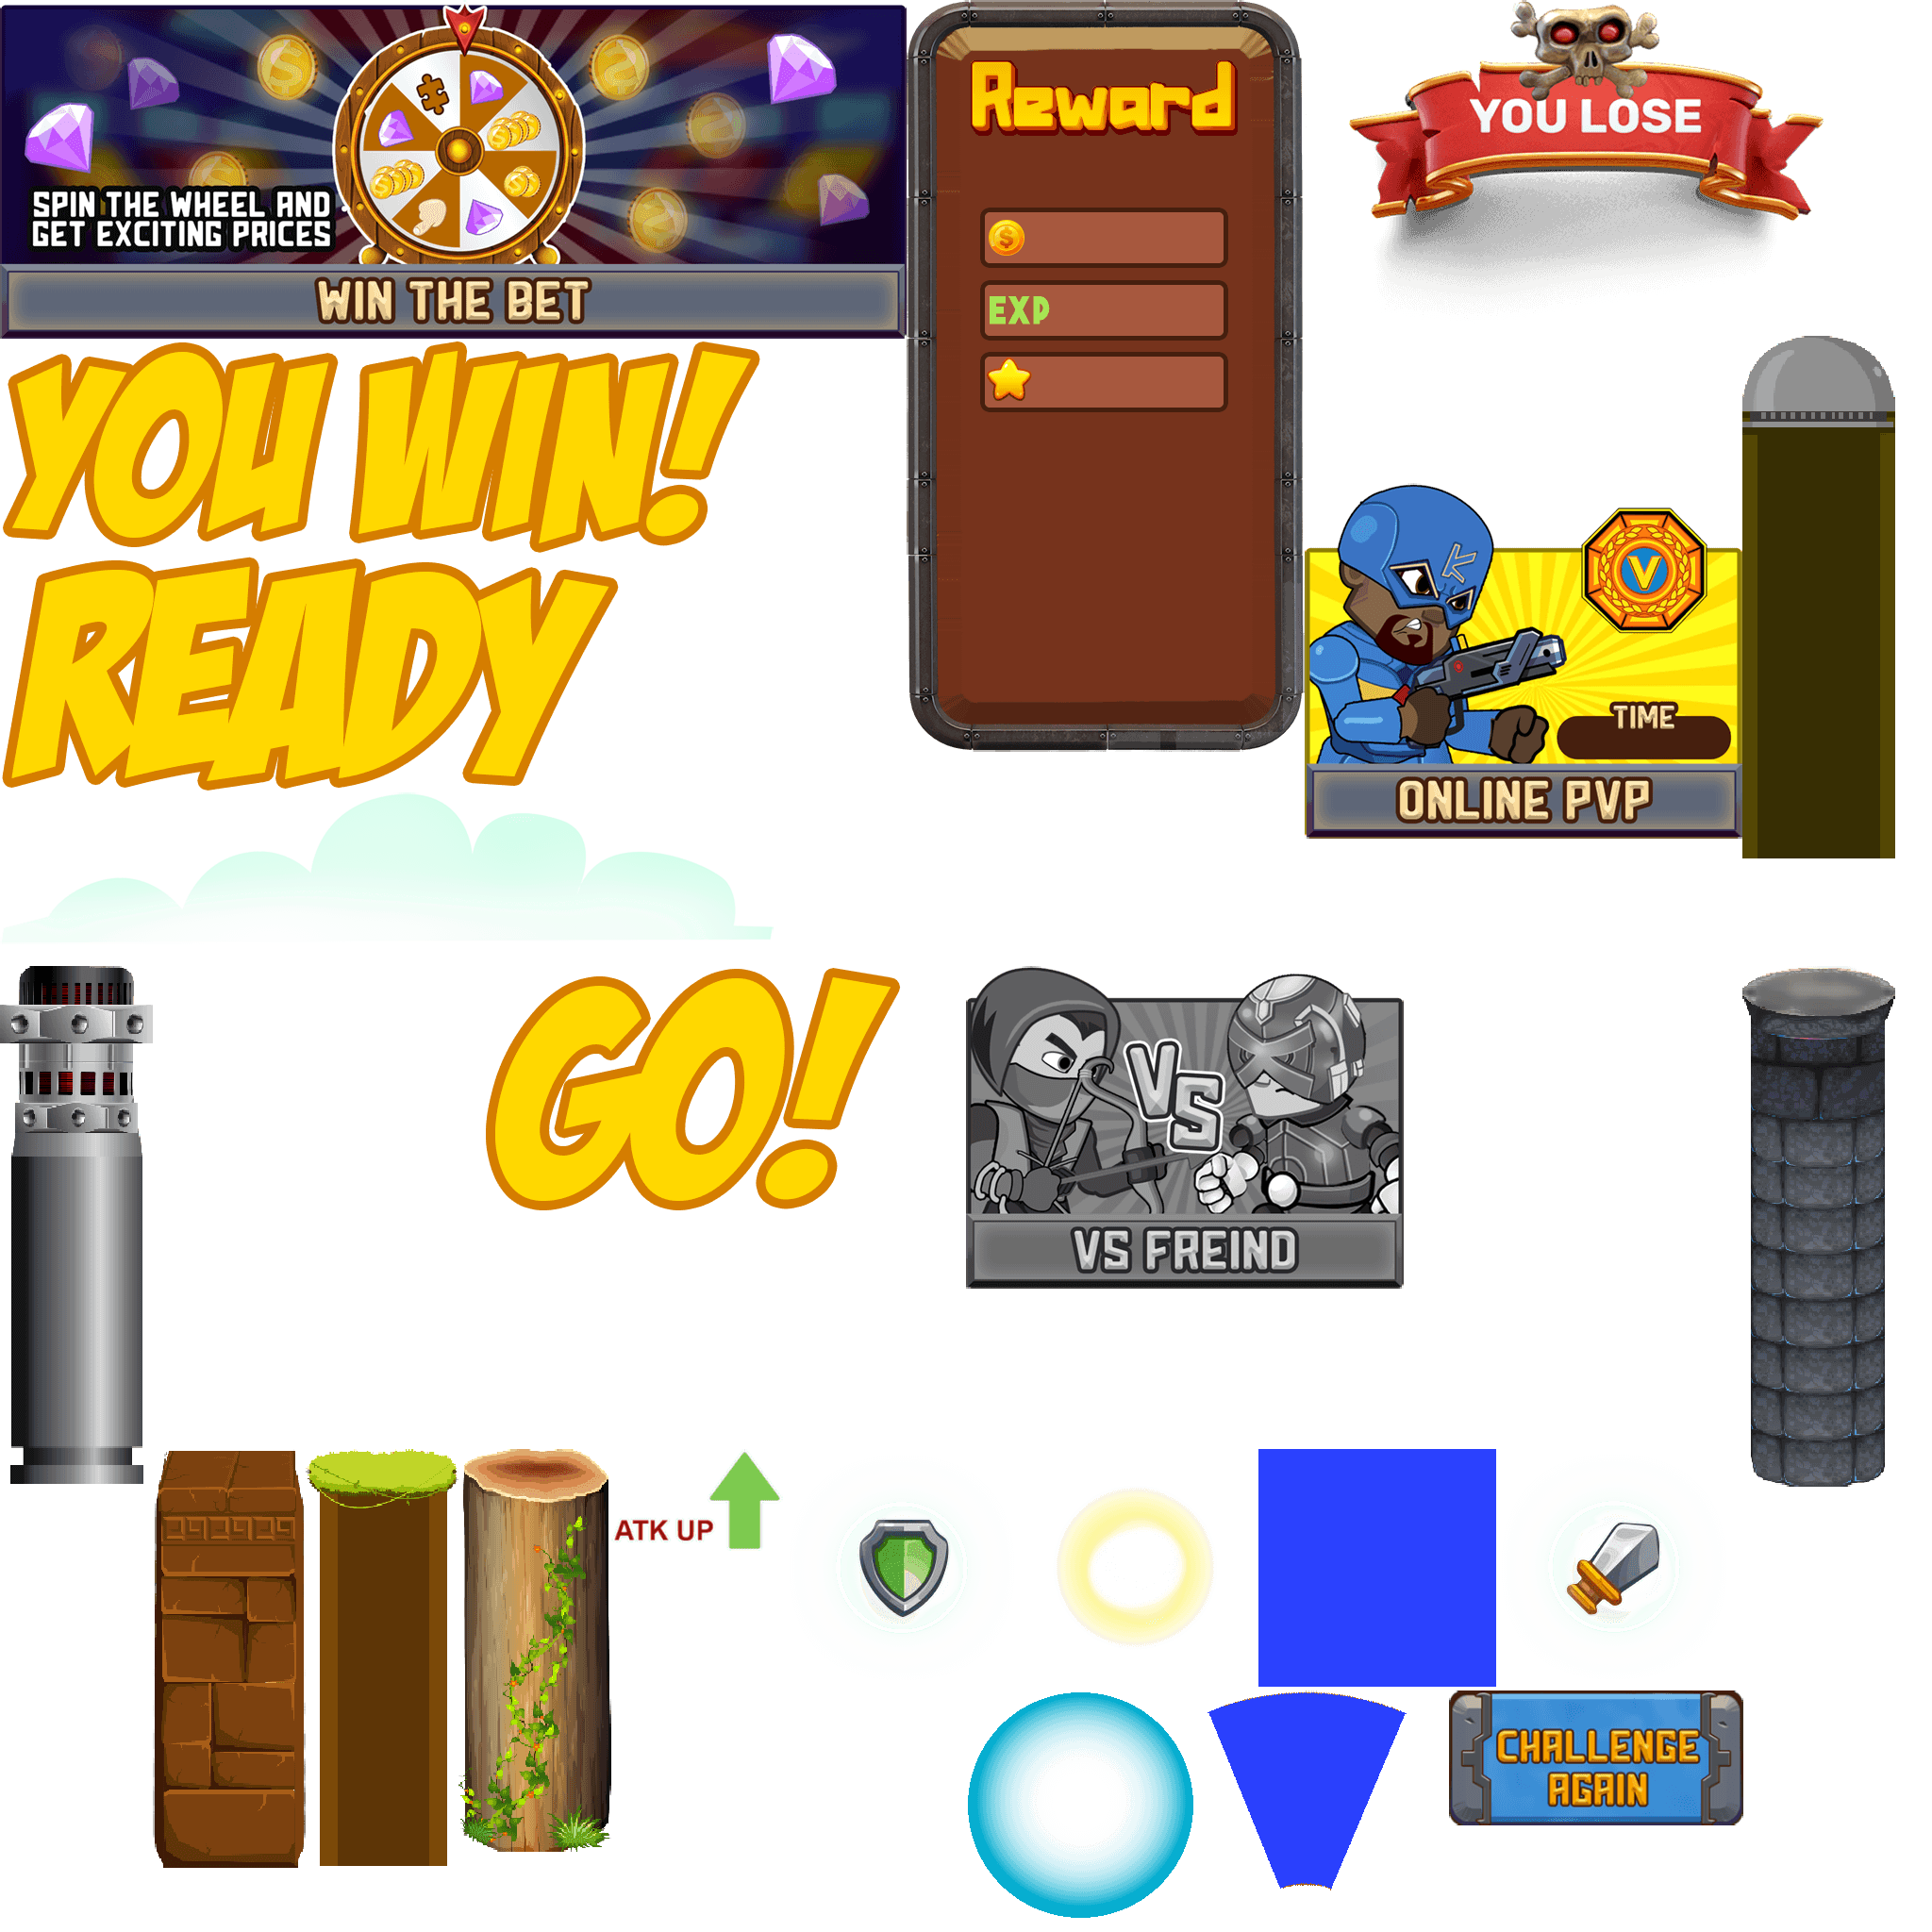 SPIN THE WHEEL AND
GET EXCITING PRICES
WIN THE BET
Reward
EXP
YOU LOSE
YOU WIN!
READY
K
V
TIME
ONLINE PVP
GO!
VS
VS FREIND
ATK UP
CHALLENGE
AGAIN